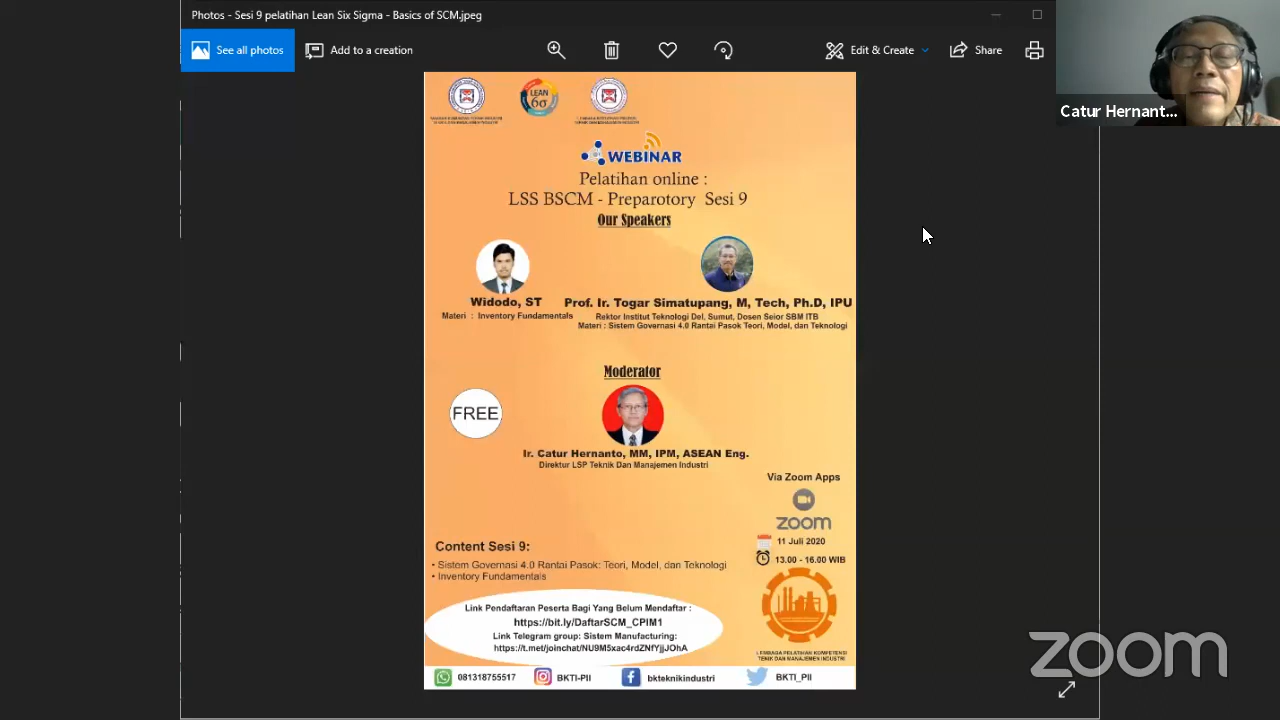 Photos - Sesi 9 pelatihan Lean Six Sigma - Basics of SCM.jpeg
See all photos
Add to a creation
Edit & Create
Share
Catur Hernant...
LEAN
6σ
WEBINAR
Pelatihan online :
LSS BSCM - Preparotory Sesi 9
Our Speakers
Widodo, ST
Materi : Inventory Fundamentals
Prof. Ir. Togar Simatupang, M, Tech, Ph.D, IPU
Rektor Institut Teknologi Del, Sumut, Dosen Seior SBM ITB
Materi : Sistem Governasi 4.0 Rantai Pasok Teori, Model, dan Teknologi
Moderator
FREE
Ir. Catur Hernanto, MM, IPM, ASEAN Eng.
Direktur LSP Teknik Dan Manajemen Industri
Via Zoom Apps
zoom
11 Juli 2020
13.00 - 16.00 WIB
Content Sesi 9:
• Sistem Governasi 4.0 Rantai Pasok: Teori, Model, dan Teknologi
• Inventory Fundamentals
Link Pendaftaran Peserta Bagi Yang Belum Mendaftar :
https://bit.ly/DaftarSCM_CPIM1
Link Telegram group: Sistem Manufacturing:
https://t.met/joinchat/NU9M5xac4rdZNfYjJOhA
LEMBAGA PELATIHAN KOMPETENSI
TEKNIK DAN MANAJEMEN INDUSTRI
081318755517
BKTI-PII
bkteknikindustri
BKTI_PII
zoom